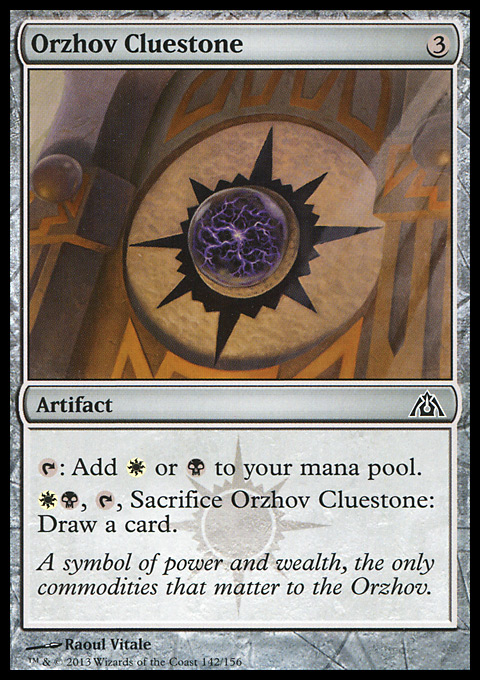 Orzhov Cluestone 3
Artifact
: Add or to your mana pool.
, , Sacrifice Orzhov Cluestone:
Draw a card.
A symbol of power and wealth, the only
commodities that matter to the Orzhov.
Raoul Vitale
™ & © 2013 Wizards of the Coast 142/156